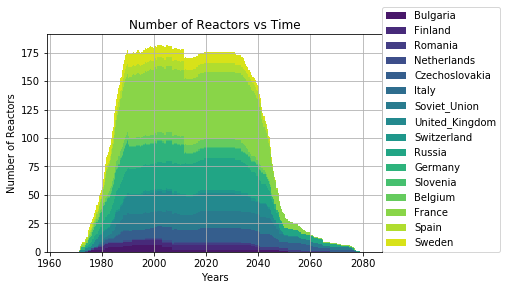 Number of Reactors vs Time
Number of Reactors
175
150
125
100
75
50
25
0
1960
1980
2000
2020
2040
2060
2080
Years
Bulgaria
Finland
Romania
Netherlands
Czechoslovakia
Italy
Soviet_Union
United_Kingdom
Switzerland
Russia
Germany
Slovenia
Belgium
France
Spain
Sweden